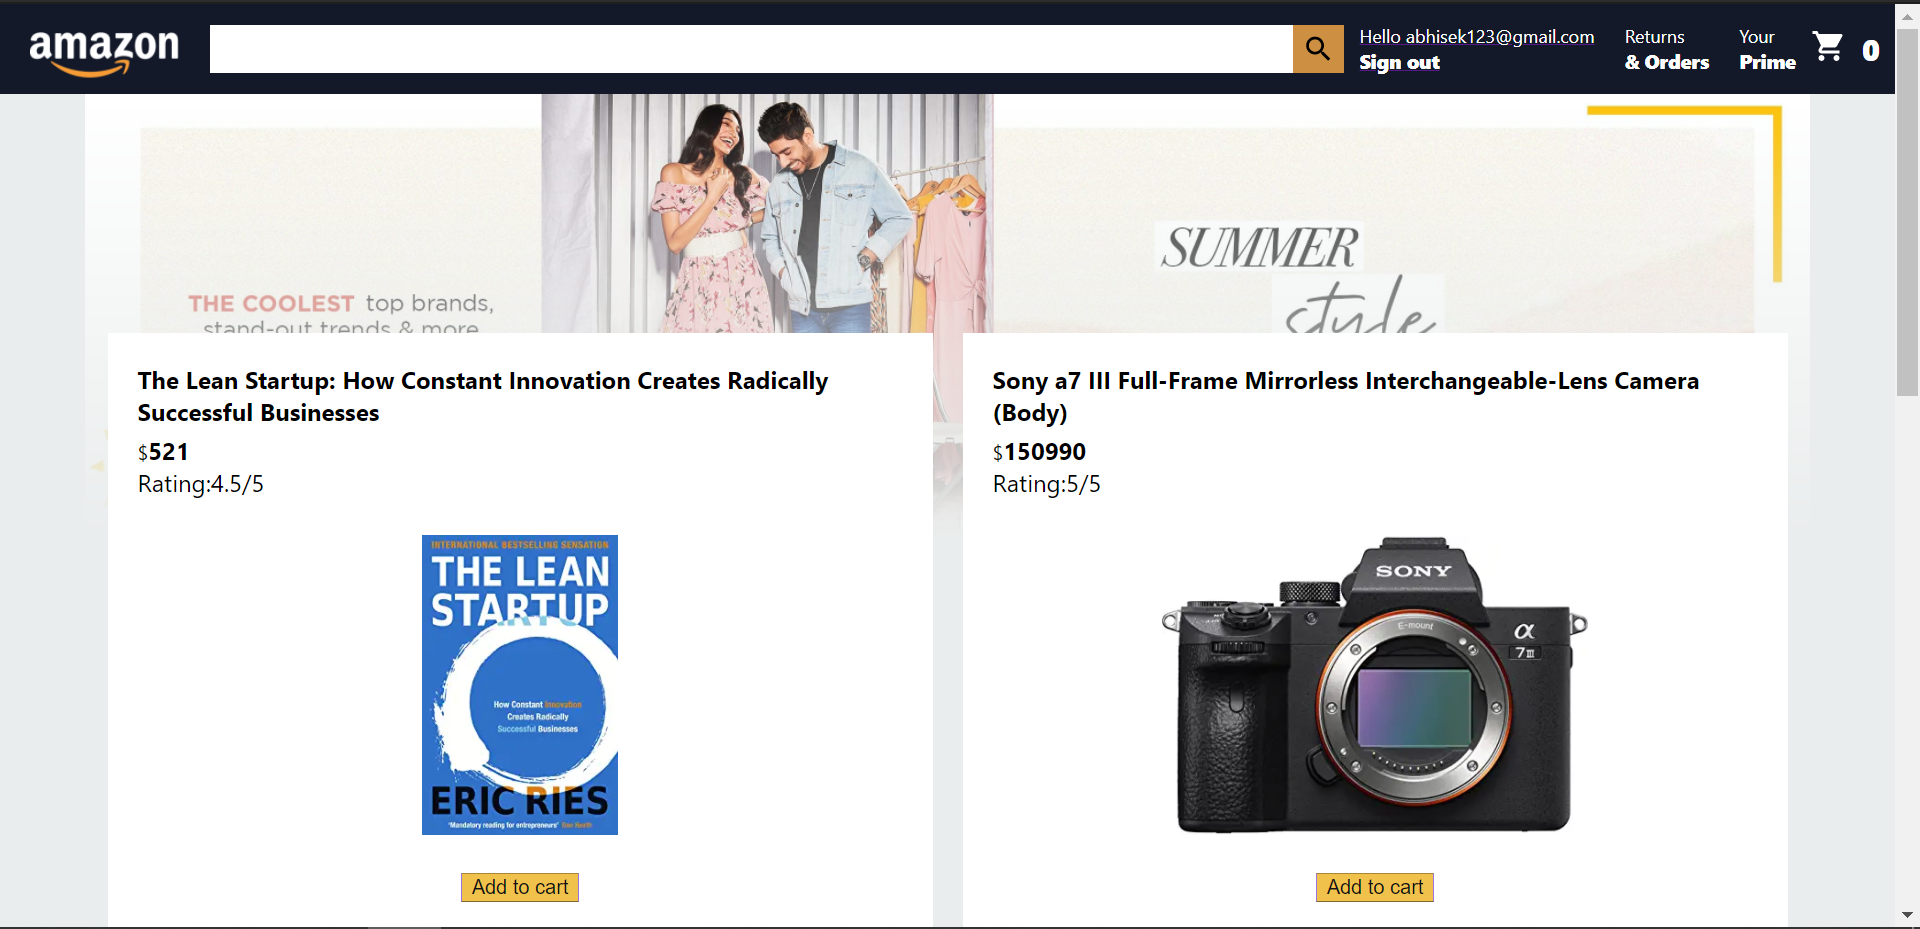 amazon
Hello abhisek123@gmail.com
Sign out
Returns
& Orders
Your
Prime
0
THE COOLEST top brands,
stand-out trends & more
SUMMER
style
The Lean Startup: How Constant Innovation Creates Radically
Successful Businesses
$521
Rating:4.5/5
INTERNATIONAL BESTSELLING SENSATION
THE LEAN
STARTUP
How Constant Innovation
Creates Radically
Successful Businesses
ERIC RIES
'Mandatory reading for entrepreneurs' Dan North
Add to cart
Sony a7 III Full-Frame Mirrorless Interchangeable-Lens Camera
(Body)
$150990
Rating:5/5
SONY
E-mount
α
7III
Add to cart